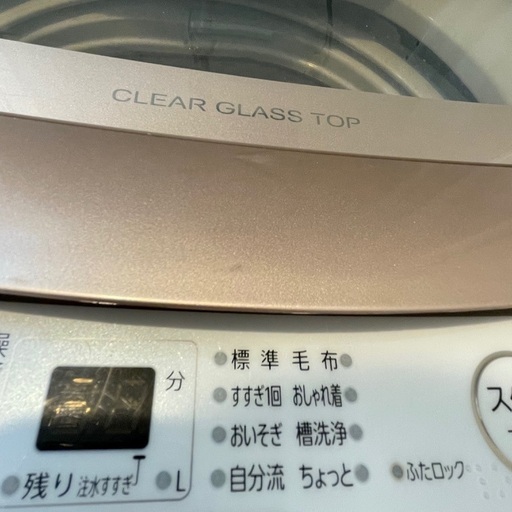 CLEAR GLASS TOP
標準 毛布
分
すすぎ1回 おしゃれ着
おいそぎ 槽洗浄
自分流 ちょっと
ふたロック
残り 注水すすぎ
L